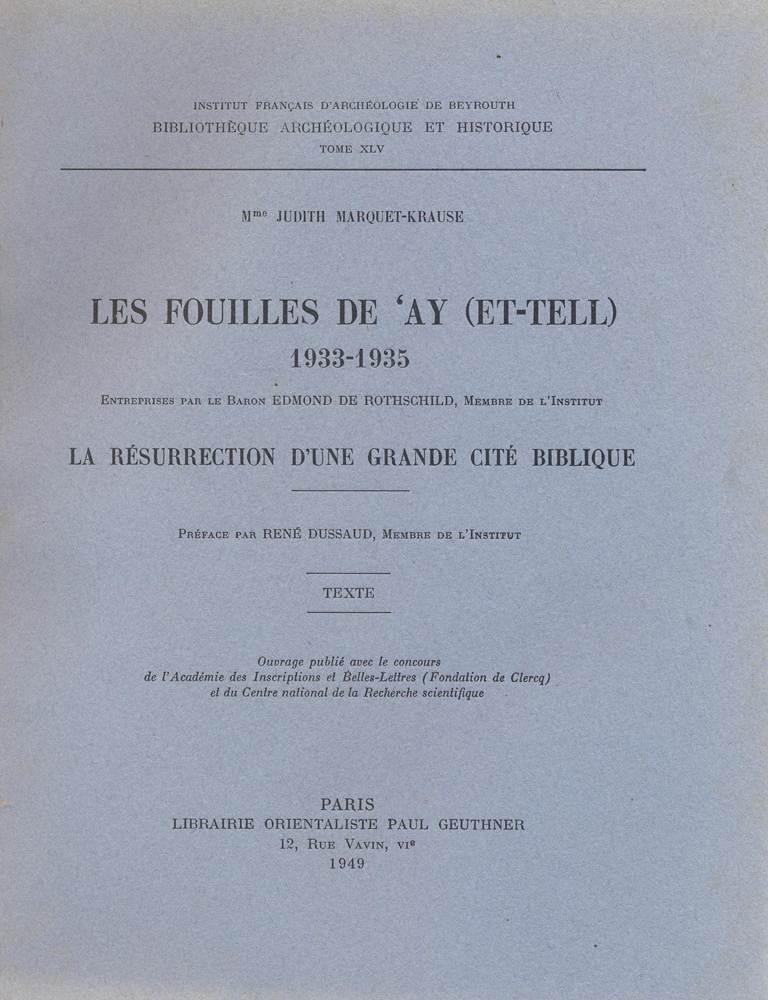 INSTITUT FRANÇAIS D'ARCHÉOLOGIE DE BEYROUTH
BIBLIOTHÈQUE ARCHÉOLOGIQUE ET HISTORIQUE
TOME XLV
Mme JUDITH MARQUET-KRAUSE
LES FOUILLES DE ‘AY (ET-TELL)
1933-1935
ENTREPRISES PAR LE BARON EDMOND DE ROTHSCHILD, MEMBRE DE L'INSTITUT
LA RÉSURRECTION D'UNE GRANDE CITÉ BIBLIQUE
PRÉFACE PAR RENÉ DUSSAUD, MEMBRE DE L'INSTITUT
TEXTE
Ouvrage publié avec le concours
de l'Académie des Inscriptions et Belles-Lettres (Fondation de Clercq)
et du Centre national de la Recherche scientifique
PARIS
LIBRAIRIE ORIENTALISTE PAUL GEUTHNER
12, RUE VAVIN, VIe
1949